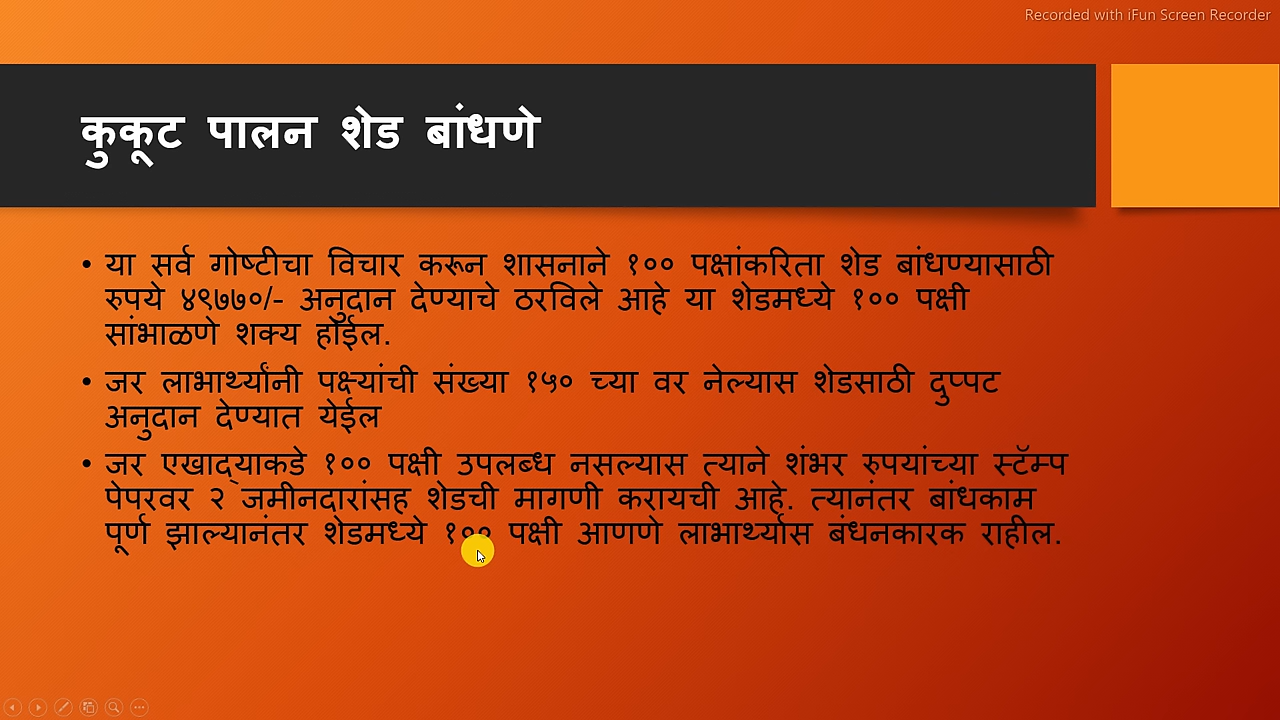 Recorded with iFun Screen Recorder
कुकूट पालन शेड बांधणे
• या सर्व गोष्टीचा विचार करून शासनाने १०० पक्षांकरिता शेड बांधण्यासाठी
रुपये ४९७७०/- अनुदान देण्याचे ठरविले आहे या शेडमध्ये १०० पक्षी
सांभाळणे शक्य होईल.
• जर लाभार्थ्यांनी पक्ष्यांची संख्या १५० च्या वर नेल्यास शेडसाठी दुप्पट
अनुदान देण्यात येईल
• जर एखाद्याकडे १०० पक्षी उपलब्ध नसल्यास त्याने शंभर रुपयांच्या स्टॅम्प
पेपरवर २ जमीनदारांसह शेडची मागणी करायची आहे. त्यानंतर बांधकाम
पूर्ण झाल्यानंतर शेडमध्ये १०० पक्षी आणणे लाभार्थ्यास बंधनकारक राहील.